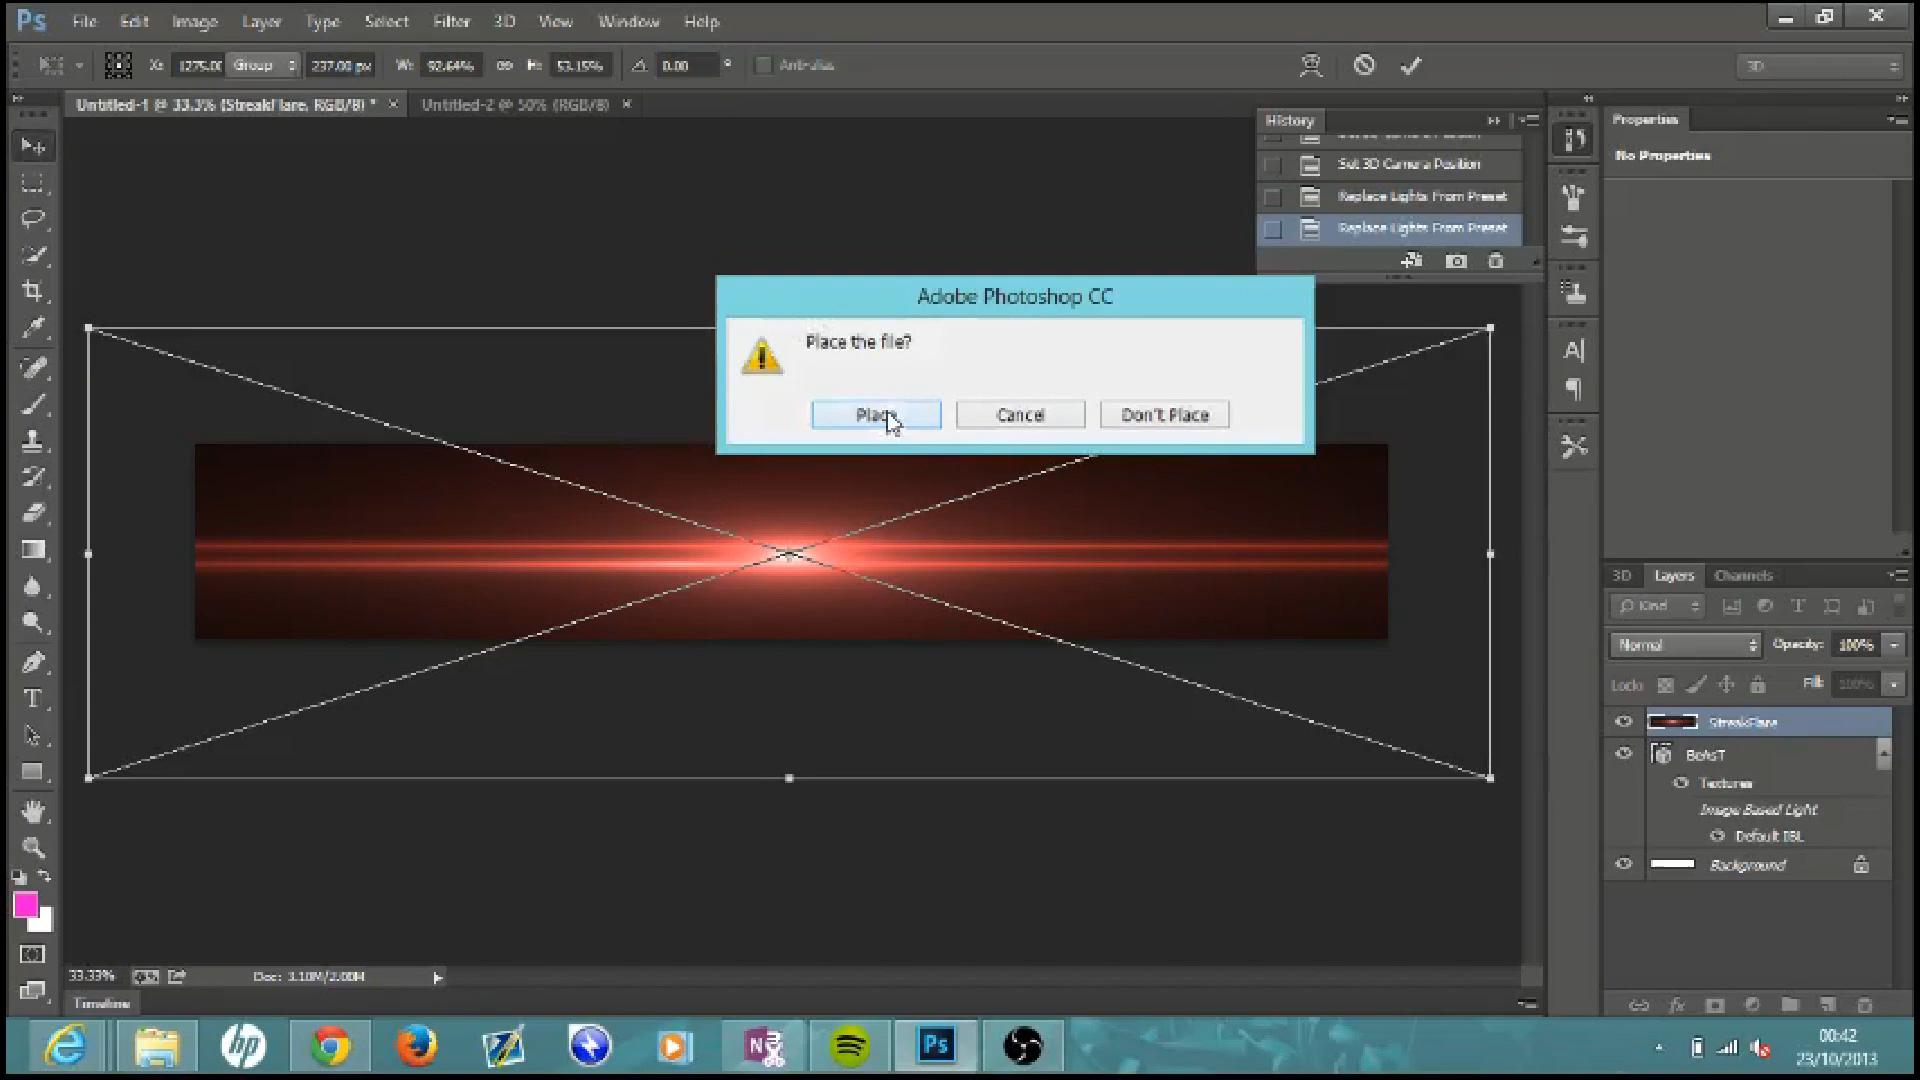 Ps File Edit Image Layer Type Select Filter 3D View Window Help
X: 1275.00 Group 237.00 px W: 92.64% H: 53.15% 0.00 ° Anti-alias 3D
Untitled-1 @ 33.3% (StreakFlare, RGB/8) * × Untitled-2 @ 50% (RGB/8) ×
History
Set 3D Camera Position
Replace Lights From Preset
Replace Lights From Preset
Properties
No Properties
Adobe Photoshop CC
Place the file?
Place Cancel Don't Place
3D Layers Channels
Kind
Normal Opacity: 100%
Lock: Fill: 100%
StreakFlare
BeAsT
Textures
Image Based Light
Default IBL
Background
33.33% Doc: 3.10M/2.00M
Timeline
hp
N
Ps
00:42
23/10/2013